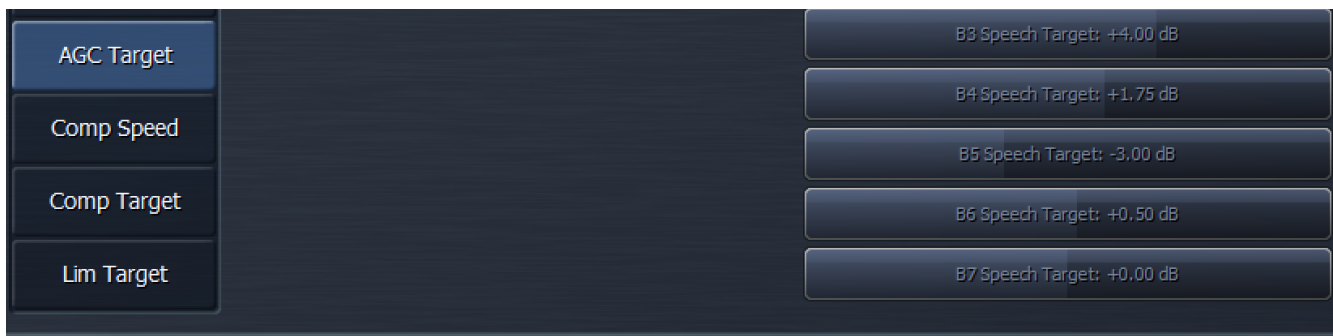 AGC Target
Comp Speed
Comp Target
Lim Target
B3 Speech Target: +4.00 dB
B4 Speech Target: +1.75 dB
B5 Speech Target: -3.00 dB
B6 Speech Target: +0.50 dB
B7 Speech Target: +0.00 dB